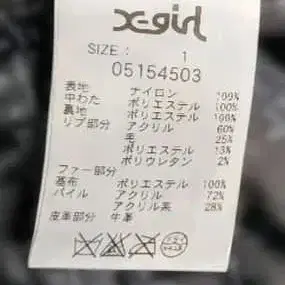 X-girl
SIZE : 1
05154503
表地 ナイロン 100%
中わた ポリエステル 100%
裏地 ポリエステル 100%
リブ部分 アクリル 60%
毛 25%
ポリエステル 13%
ポリウレタン 2%
ファー部分
基布 ポリエステル 100%
パイル アクリル 72%
アクリル系 28%
皮革部分 牛革